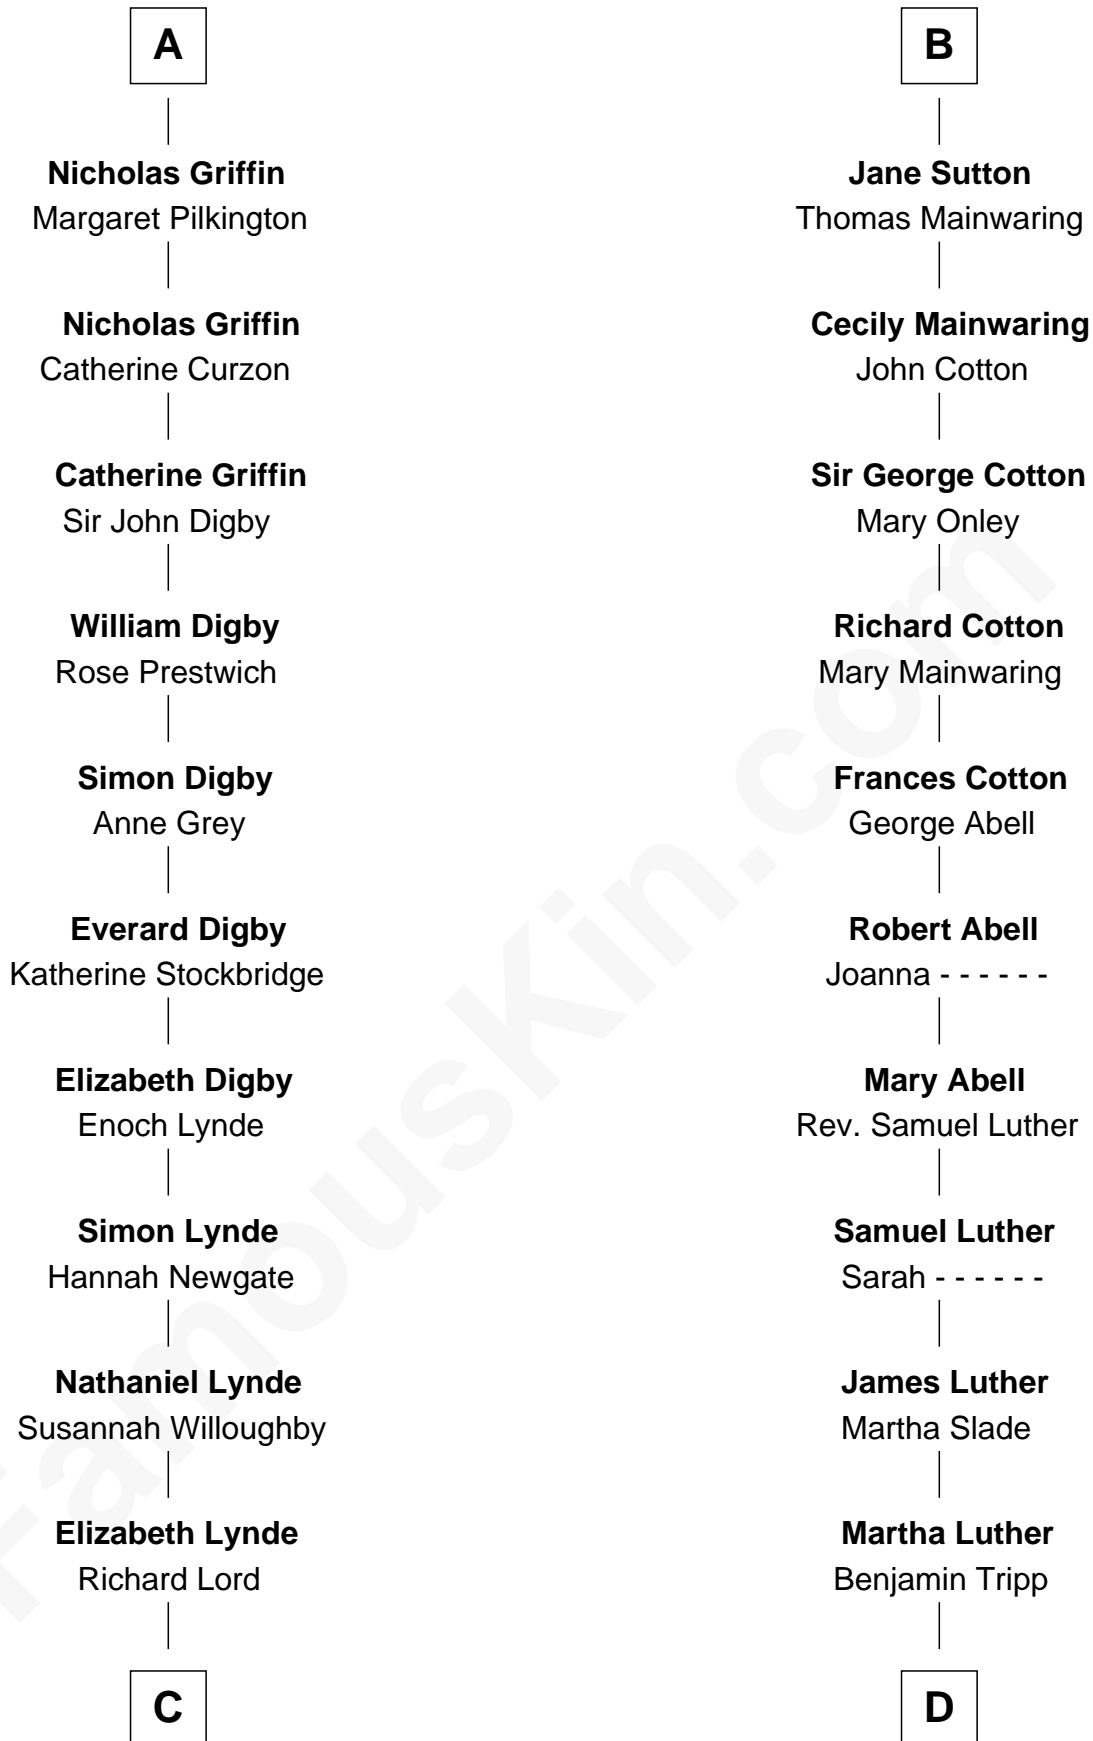 A
Nicholas Griffin
Margaret Pilkington
Nicholas Griffin
Catherine Curzon
Catherine Griffin
Sir John Digby
William Digby
Rose Prestwich
Simon Digby
Anne Grey
Everard Digby
Katherine Stockbridge
Elizabeth Digby
Enoch Lynde
Simon Lynde
Hannah Newgate
Nathaniel Lynde
Susannah Willoughby
Elizabeth Lynde
Richard Lord
C
B
Jane Sutton
Thomas Mainwaring
Cecily Mainwaring
John Cotton
Sir George Cotton
Mary Onley
Richard Cotton
Mary Mainwaring
Frances Cotton
George Abell
Robert Abell
Joanna - - - - - -
Mary Abell
Rev. Samuel Luther
Samuel Luther
Sarah - - - - - -
James Luther
Martha Slade
Martha Luther
Benjamin Tripp
D
FamousKin.com